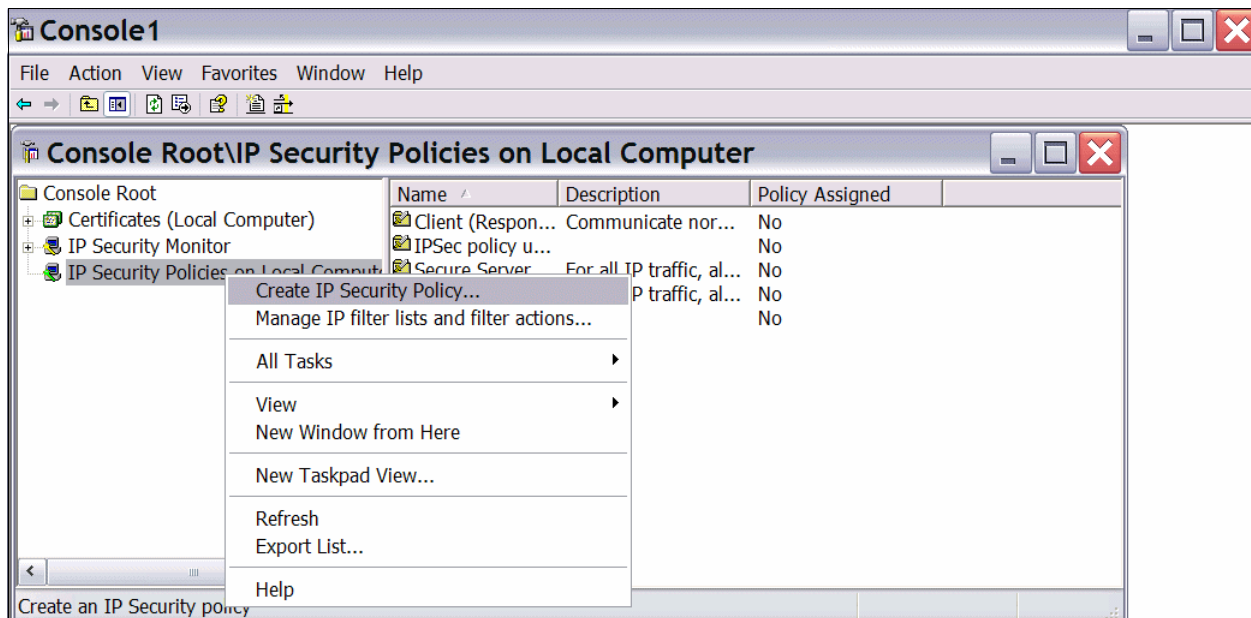 Console1
File Action View Favorites Window Help
Console Root\IP Security Policies on Local Computer
Console Root
Certificates (Local Computer)
IP Security Monitor
IP Security Policies on Local Compute
Name Description Policy Assigned
Client (Respon... Communicate nor... No
IPSec policy u... No
Secure Server For all IP traffic, al... No
P traffic, al... No
No
Create IP Security Policy...
Manage IP filter lists and filter actions...
All Tasks
View
New Window from Here
New Taskpad View...
Refresh
Export List...
Help
Create an IP Security policy